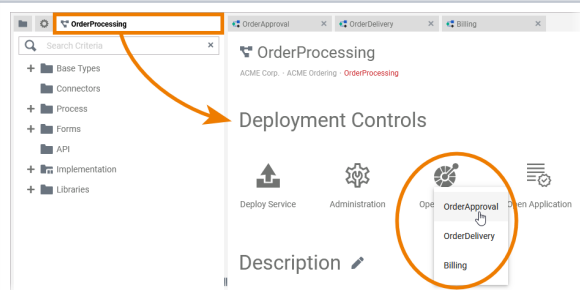 OrderProcessing
OrderApproval
OrderDelivery
Billing
Search Criteria
Base Types
Connectors
Process
Forms
API
Implementation
Libraries
OrderProcessing
ACME Corp. - ACME Ordering - OrderProcessing
Deployment Controls
Deploy Service
Administration
Ope
Open Application
OrderApproval
OrderDelivery
Billing
Description